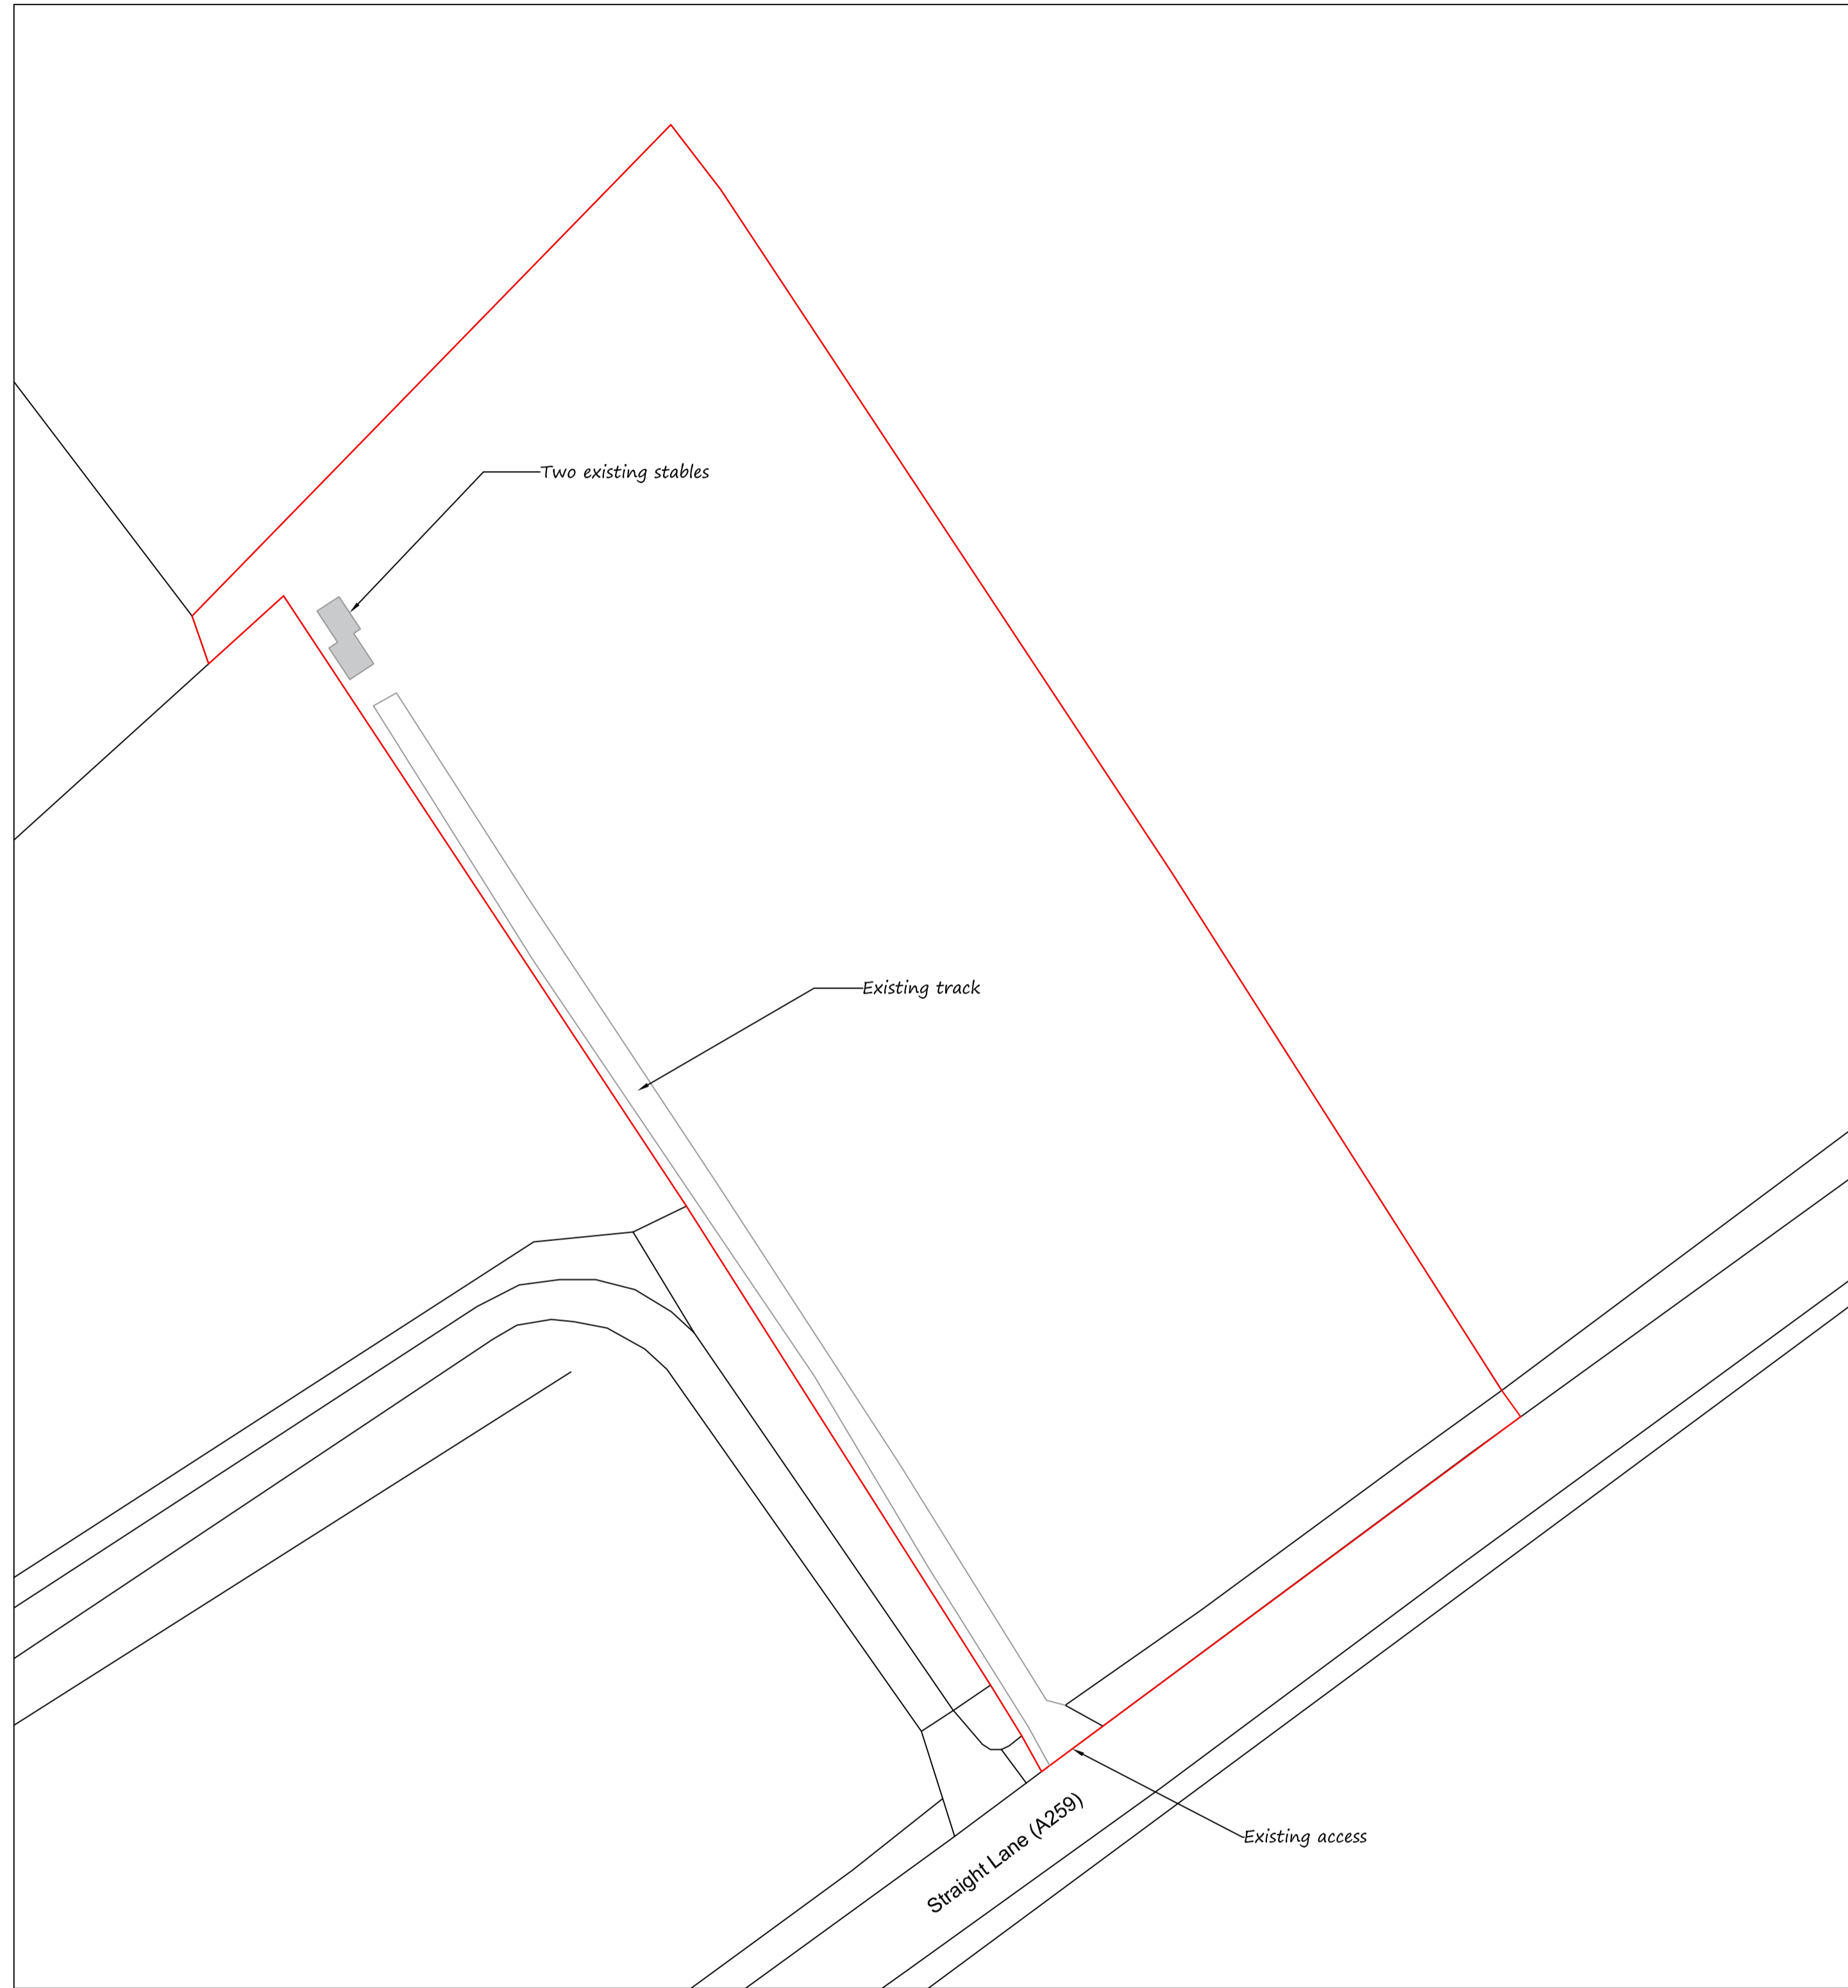 Two existing stables
Existing track
Straight Lane (A259)
Existing access